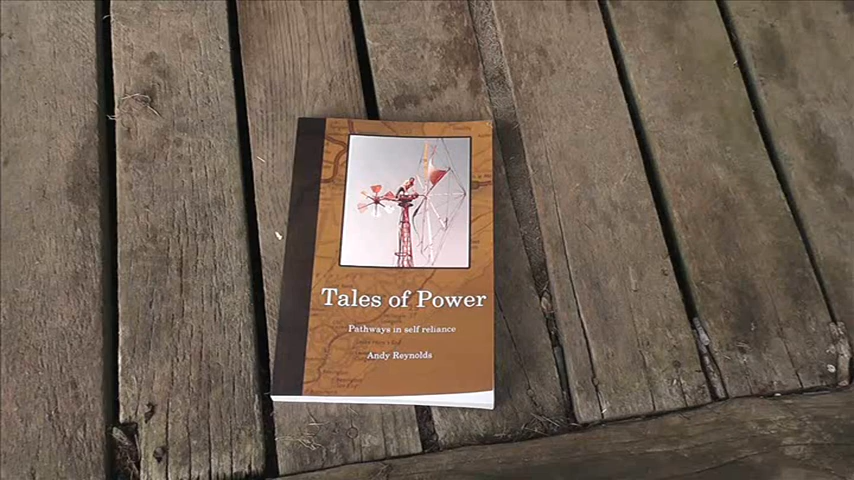 Tales of Power
Pathways in self reliance
Andy Reynolds